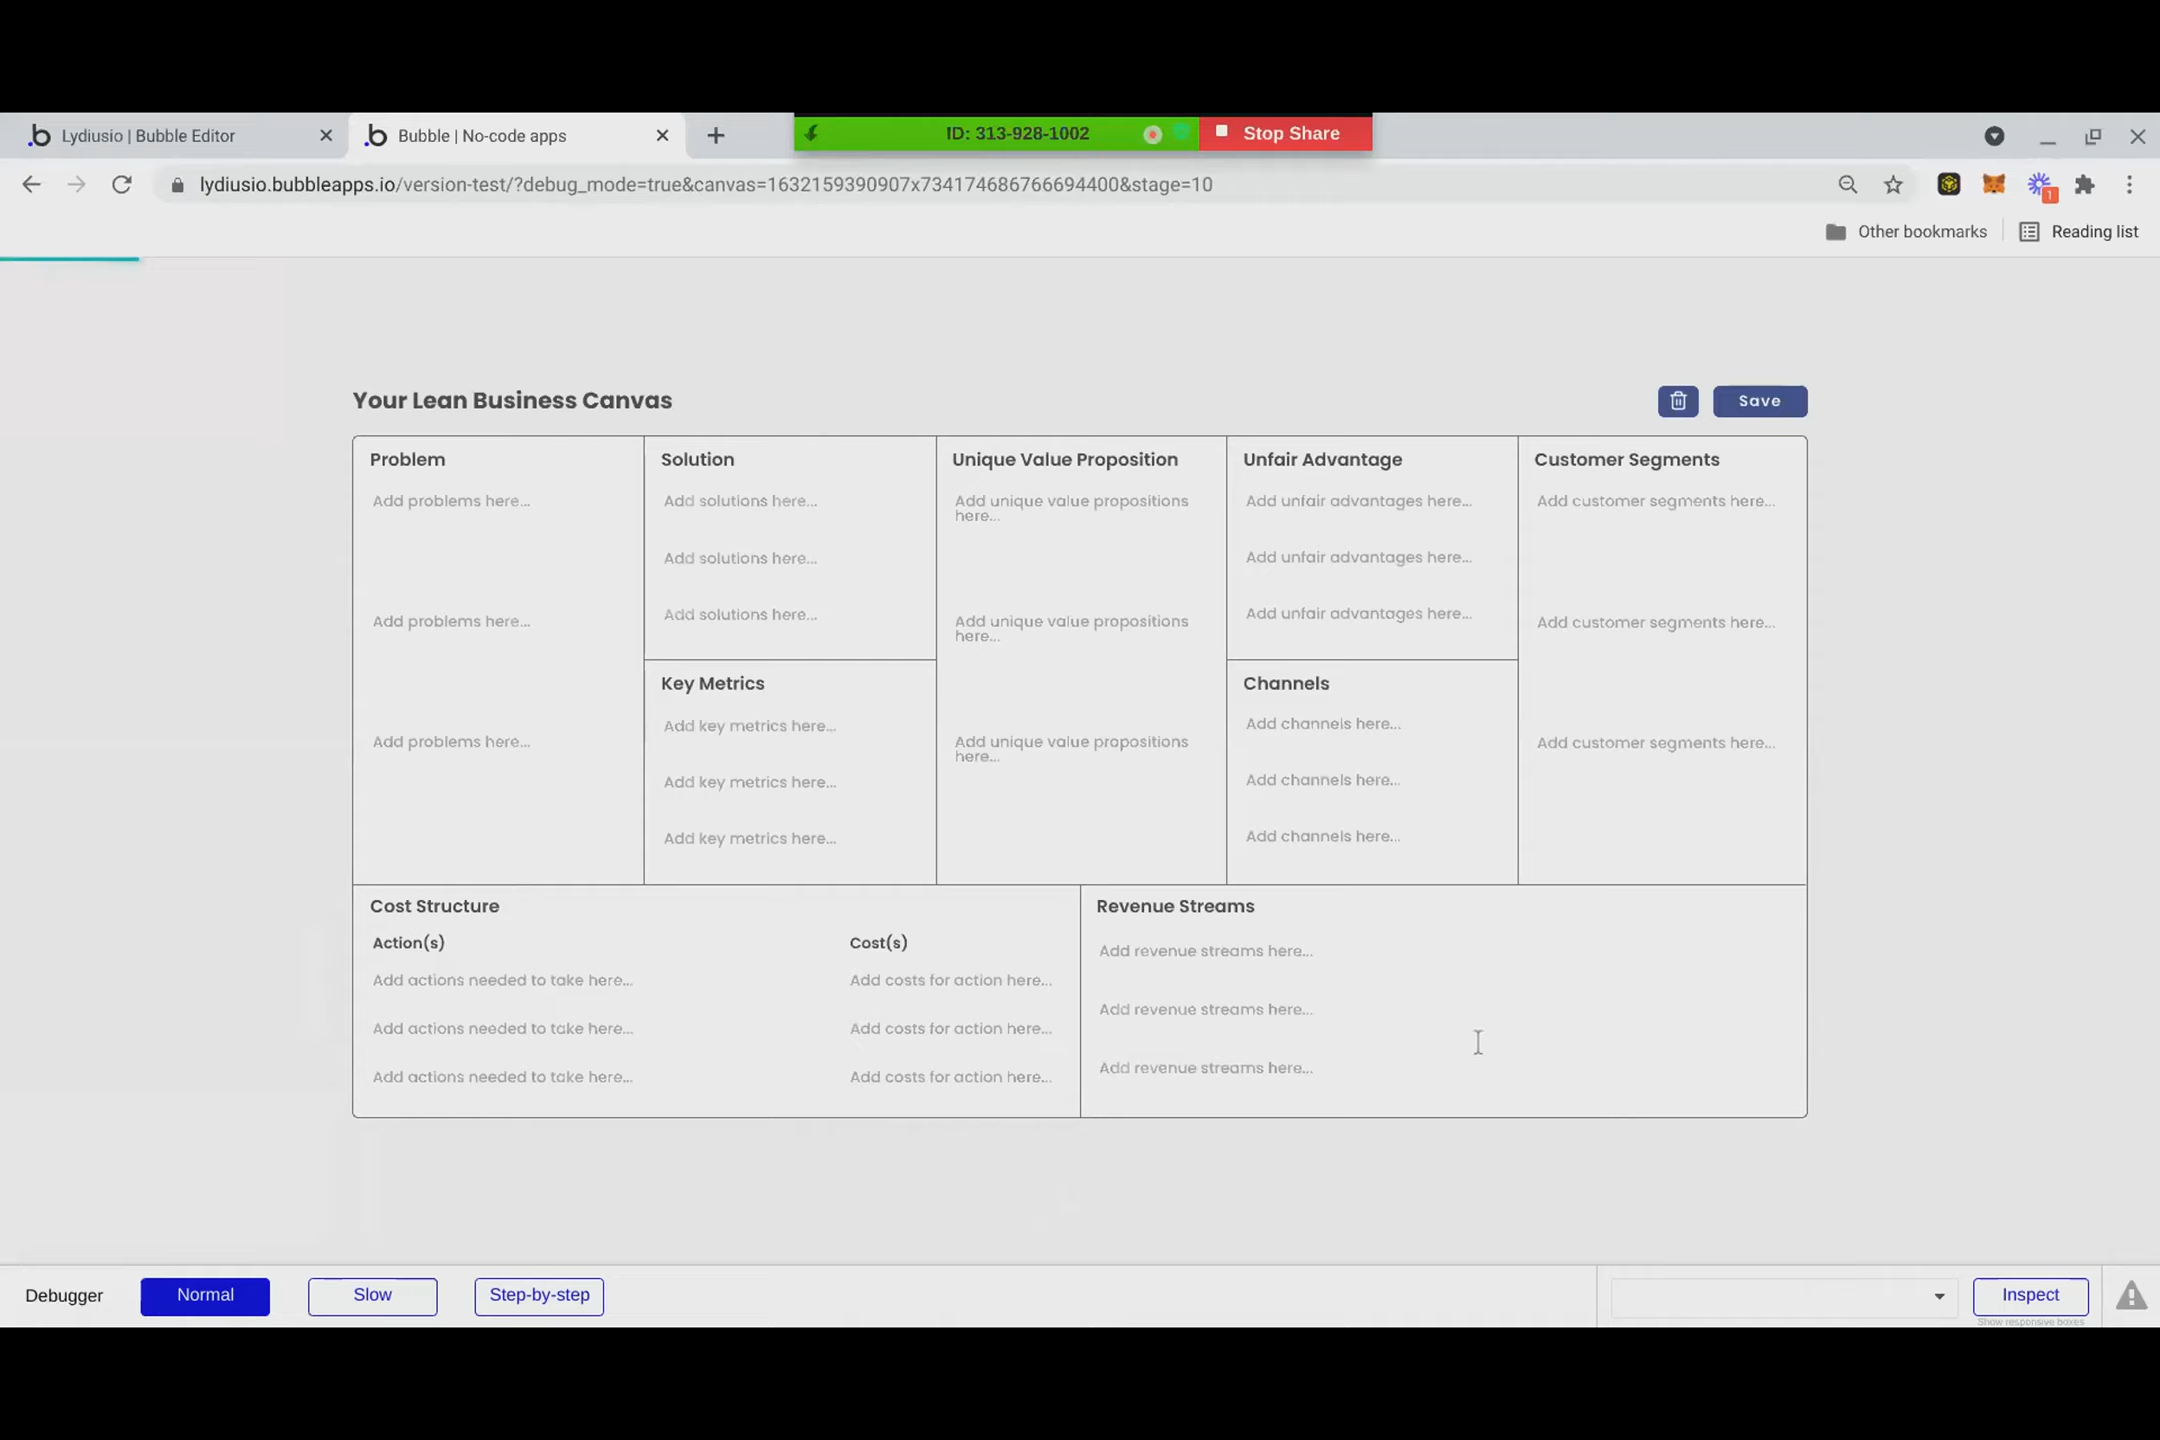 Lydiusio | Bubble Editor
Bubble | No-code apps
ID: 313-928-1002
Stop Share
lydiusio.bubbleapps.io/version-test/?debug_mode=true&canvas=1632159390907x734174686766694400&stage=10
1
Other bookmarks
Reading list
Your Lean Business Canvas
Save
Problem
Add problems here...
Add problems here...
Add problems here...
Solution
Add solutions here...
Add solutions here...
Add solutions here...
Key Metrics
Add key metrics here...
Add key metrics here...
Add key metrics here...
Unique Value Proposition
Add unique value propositions
here...
Add unique value propositions
here...
Add unique value propositions
here...
Unfair Advantage
Add unfair advantages here...
Add unfair advantages here...
Add unfair advantages here...
Channels
Add channels here...
Add channels here...
Add channels here...
Customer Segments
Add customer segments here...
Add customer segments here...
Add customer segments here...
Cost Structure
Action(s)
Cost(s)
Add actions needed to take here...
Add costs for action here...
Add actions needed to take here...
Add costs for action here...
Add actions needed to take here...
Add costs for action here...
Revenue Streams
Add revenue streams here...
Add revenue streams here...
Add revenue streams here...
Debugger
Normal
Slow
Step-by-step
Inspect
Show responsive boxes